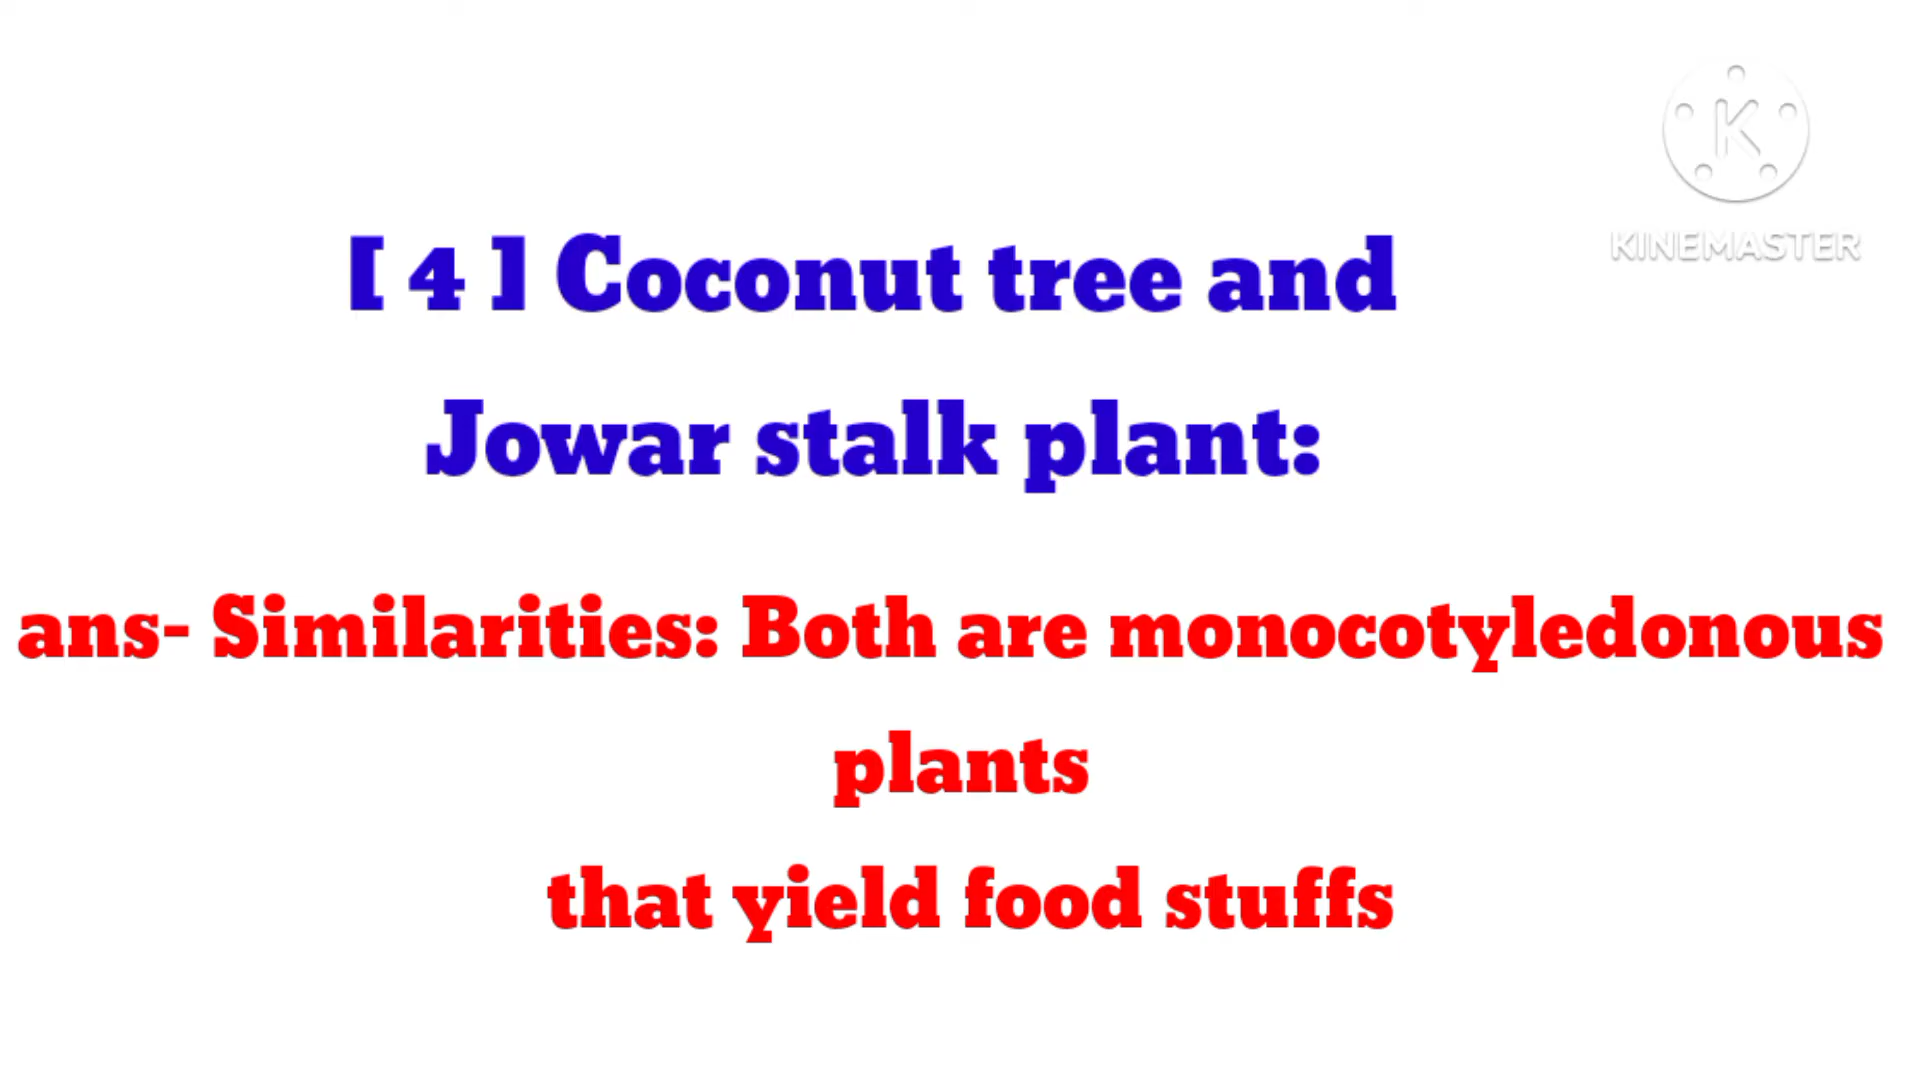 K
KINEMASTER
[ 4 ] Coconut tree and
Jowar stalk plant:
ans- Similarities: Both are monocotyledonous
plants
that yield food stuffs